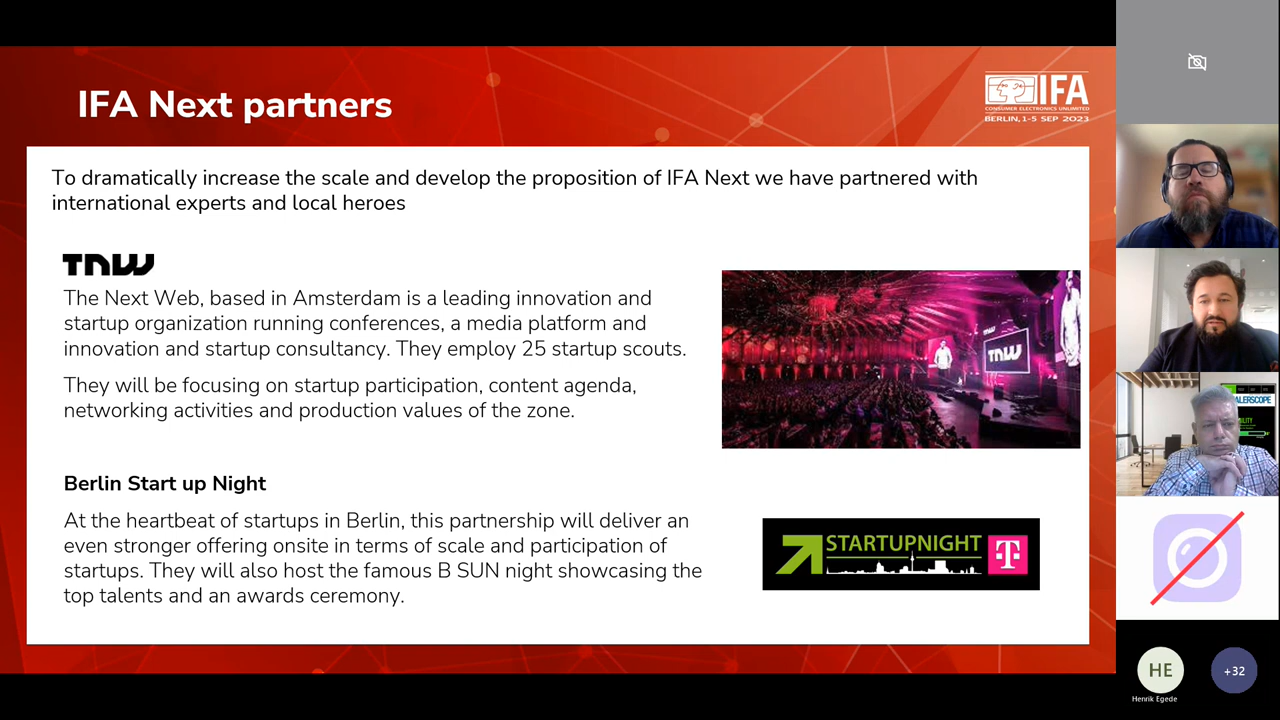 IFA Next partners
IFA
CONSUMER ELECTRONICS UNLIMITED
BERLIN, 1-5 SEP 2023
To dramatically increase the scale and develop the proposition of IFA Next we have partnered with
international experts and local heroes
TNW
The Next Web, based in Amsterdam is a leading innovation and
startup organization running conferences, a media platform and
innovation and startup consultancy. They employ 25 startup scouts.
They will be focusing on startup participation, content agenda,
networking activities and production values of the zone.
TNW
Berlin Start up Night
At the heartbeat of startups in Berlin, this partnership will deliver an
even stronger offering onsite in terms of scale and participation of
startups. They will also host the famous B SUN night showcasing the
top talents and an awards ceremony.
STARTUPNIGHT
T
ALERSCOPE
HE
+32
Henrik Egede